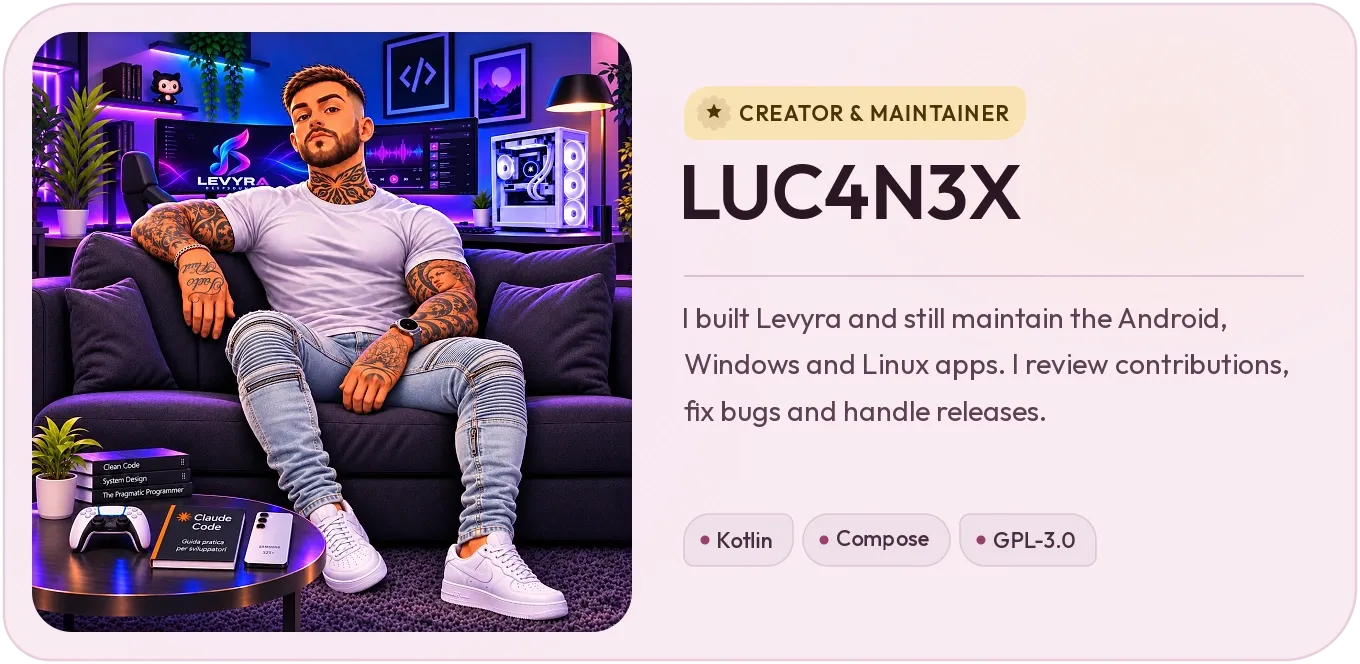 CREATOR & MAINTAINER
LUC4N3X
I built Levyra and still maintain the Android,
Windows and Linux apps. I review contributions,
fix bugs and handle releases.
Kotlin
Compose
GPL-3.0
</>
LEVYRA
Clean Code
System Design
The Pragmatic Programmer
Claude
Code
Guida pratica
per sviluppatori
SAMSUNG